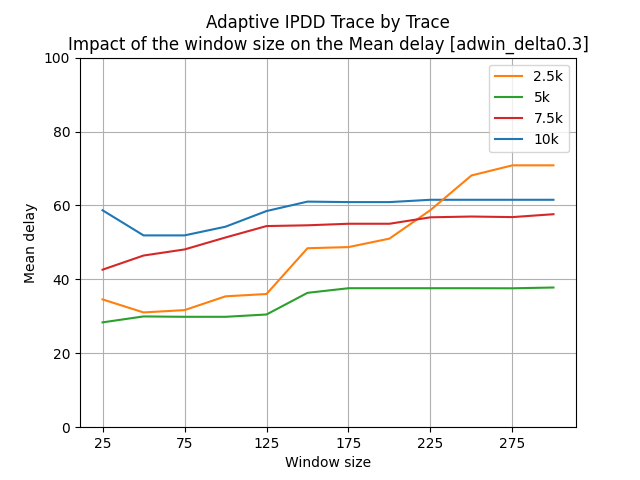 Adaptive IPDD Trace by Trace
Impact of the window size on the Mean delay [adwin_delta0.3]
100
80
60
40
20
0
Mean delay
2.5k
5k
7.5k
10k
25 75 125 175 225 275
Window size